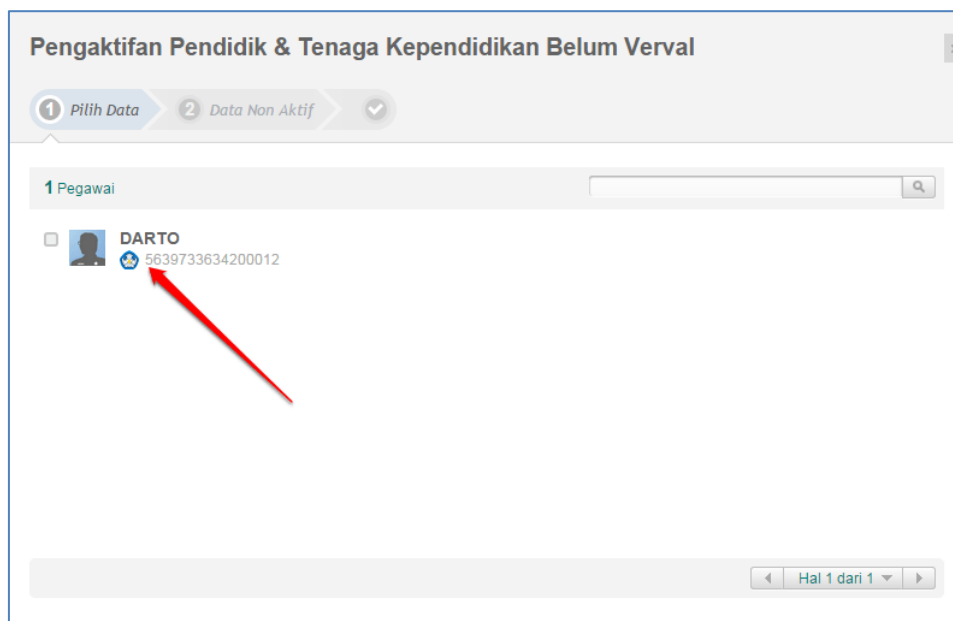 Pengaktifan Pendidik & Tenaga Kependidikan Belum Verval
1 Pilih Data 2 Data Non Aktif
1 Pegawai
DARTO
5639733634200012
Hal 1 dari 1